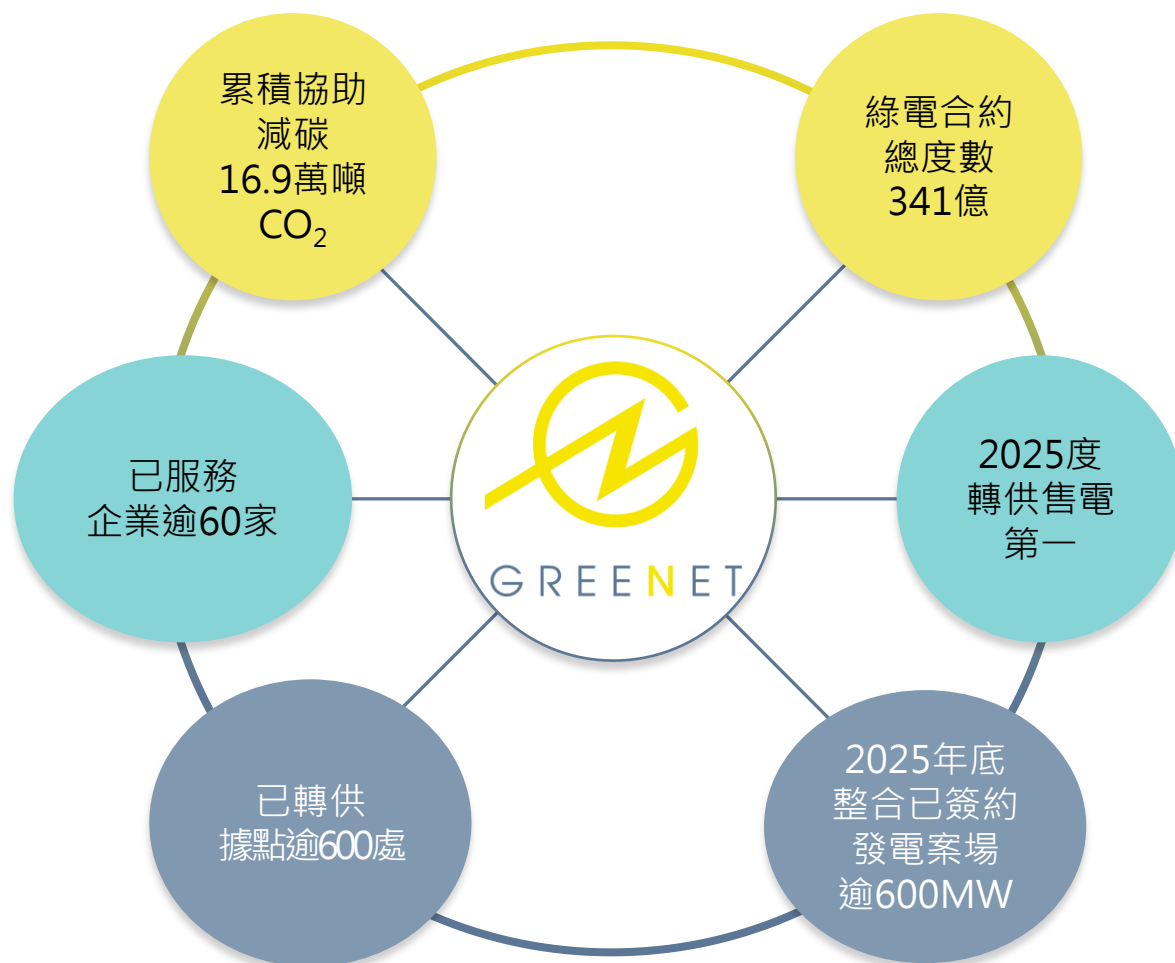 累積協助
減碳
16.9萬噸
CO₂
綠電合約
總度數
341億
已服務
企業逾60家
GREENET
2025度
轉供售電
第一
已轉供
據點逾600處
2025年底
整合已簽約
發電案場
逾600MW